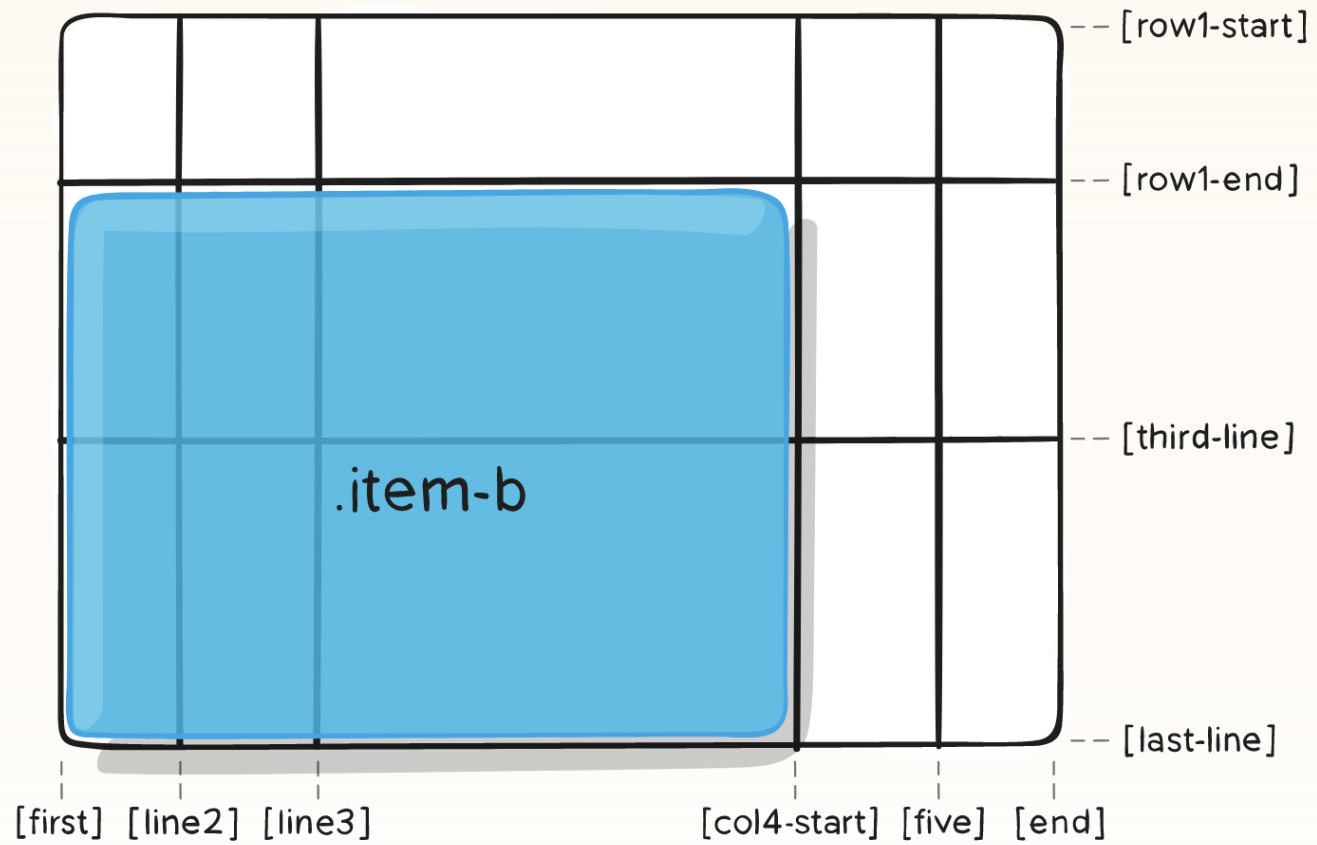 [row1-start]
[row1-end]
[third-line]
.item-b
[last-line]
[first] [line2] [line3] [col4-start] [five] [end]